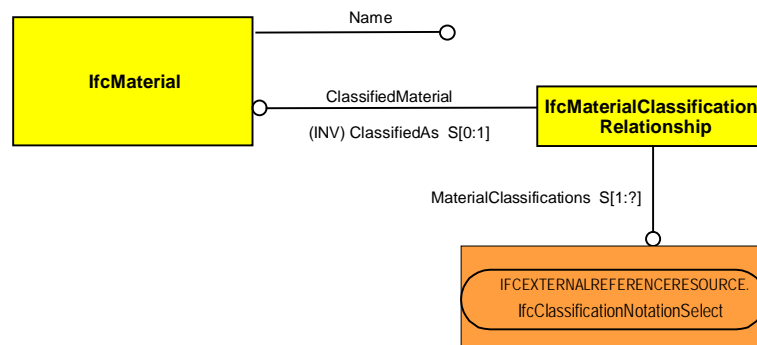 Name
IfcMaterial
ClassifiedMaterial
(INV) ClassifiedAs S[0:1]
IfcMaterialClassification
Relationship
MaterialClassifications S[1:?]
IFCEXTERNALREFERENCERESOURCE.
IfcClassificationNotationSelect